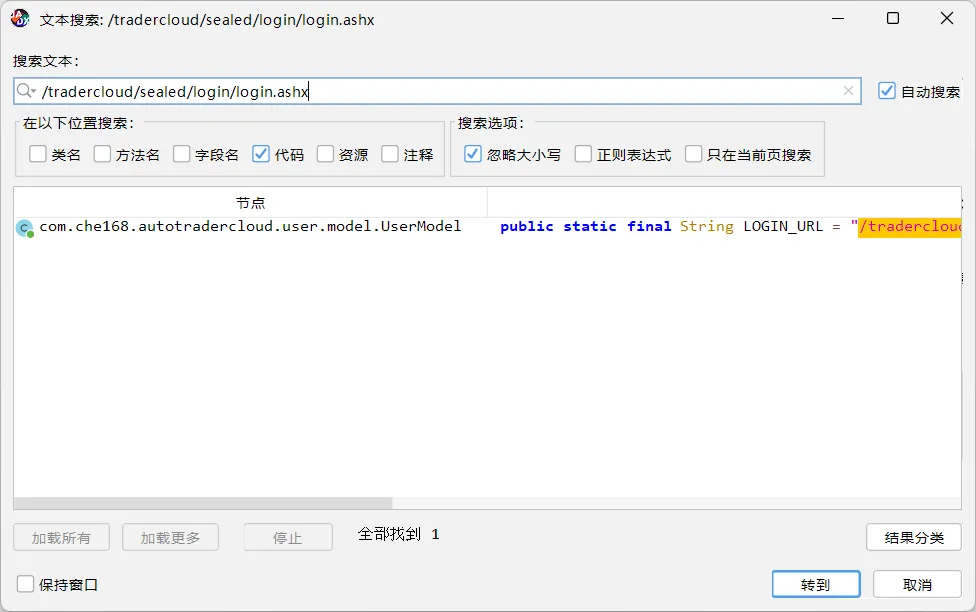 文本搜索: /tradercloud/sealed/login/login.ashx
搜索文本:
/tradercloud/sealed/login/login.ashx
自动搜索
在以下位置搜索:
搜索选项:
类名 方法名 字段名 代码 资源 注释
忽略大小写 正则表达式 只在当前页搜索
节点
com.che168.autotradercloud.user.model.UserModel public static final String LOGIN_URL = "/tradercloud
加载所有 加载更多 停止 全部找到 1 结果分类
保持窗口 转到 取消